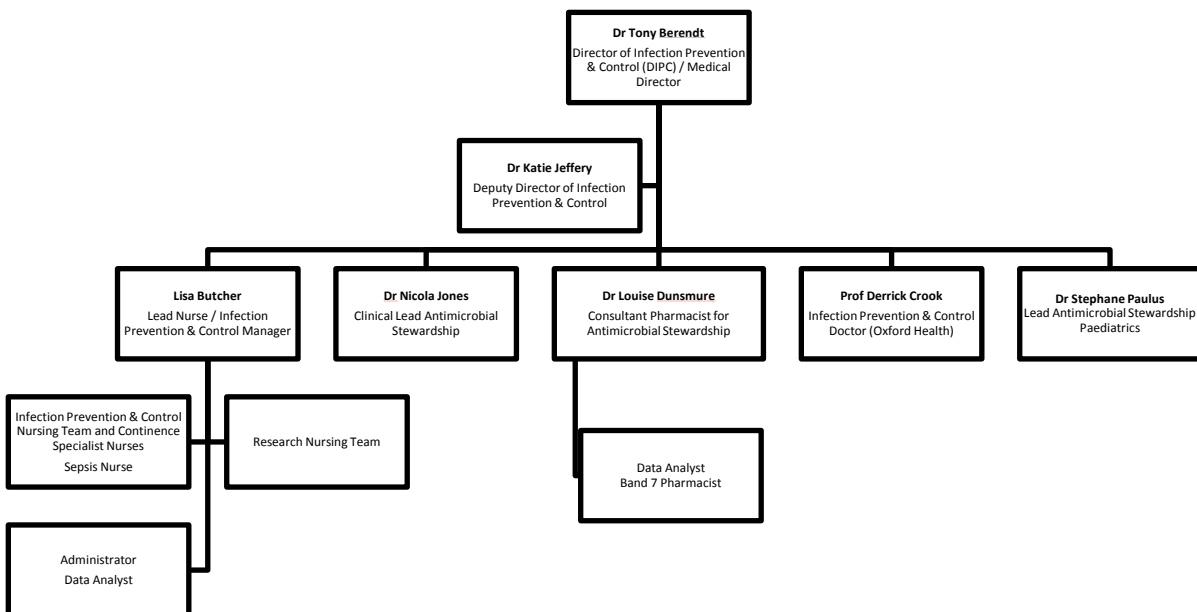 Dr Tony Berendt
Director of Infection Prevention
& Control (DIPC) / Medical
Director
Dr Katie Jeffery
Deputy Director of Infection
Prevention & Control
Lisa Butcher
Lead Nurse / Infection
Prevention & Control Manager
Dr Nicola Jones
Clinical Lead Antimicrobial
Stewardship
Dr Louise Dunsmure
Consultant Pharmacist for
Antimicrobial Stewardship
Prof Derrick Crook
Infection Prevention & Control
Doctor (Oxford Health)
Dr Stephane Paulus
Lead Antimicrobial Stewardship
Paediatrics
Infection Prevention & Control
Nursing Team and Continence
Specialist Nurses
Sepsis Nurse
Research Nursing Team
Data Analyst
Band 7 Pharmacist
Administrator
Data Analyst